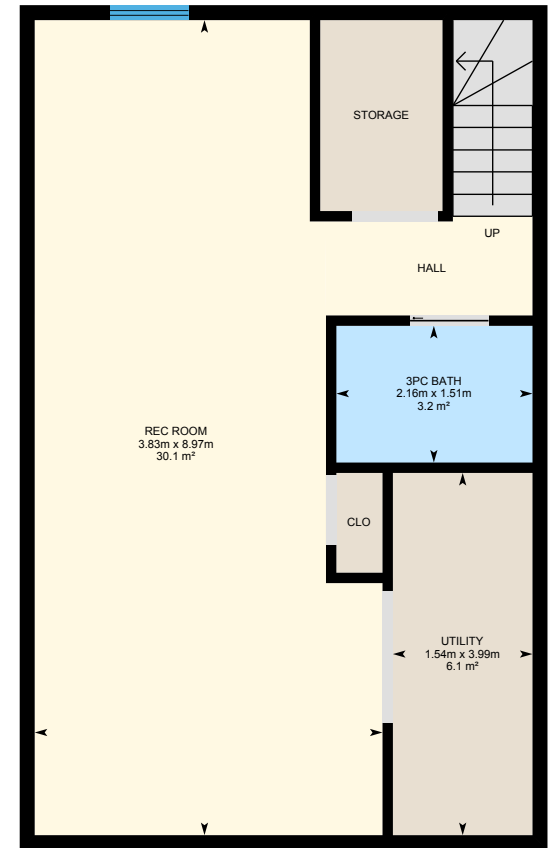 STORAGE
UP
HALL
3PC BATH
2.16m x 1.51m
3.2 m²
REC ROOM
3.83m x 8.97m
30.1 m²
CLO
UTILITY
1.54m x 3.99m
6.1 m²